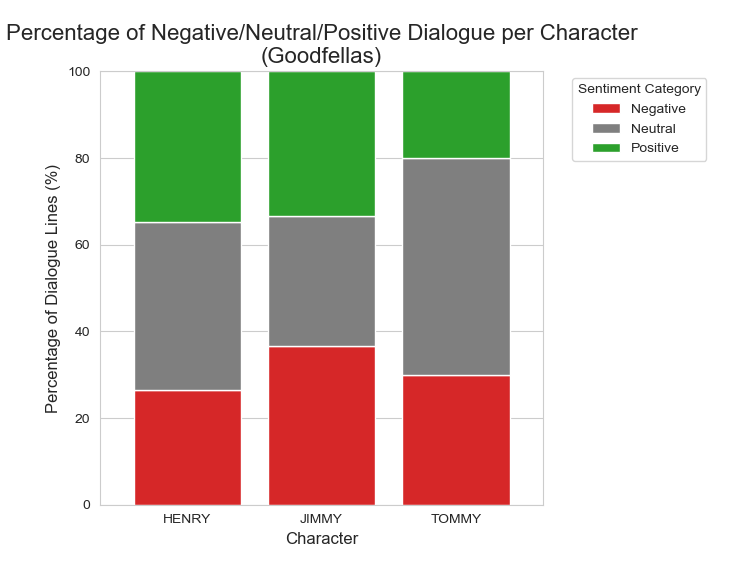 Percentage of Negative/Neutral/Positive Dialogue per Character
(Goodfellas)
Sentiment Category
Negative
Neutral
Positive
Percentage of Dialogue Lines (%)
100
80
60
40
20
0
HENRY JIMMY TOMMY
Character